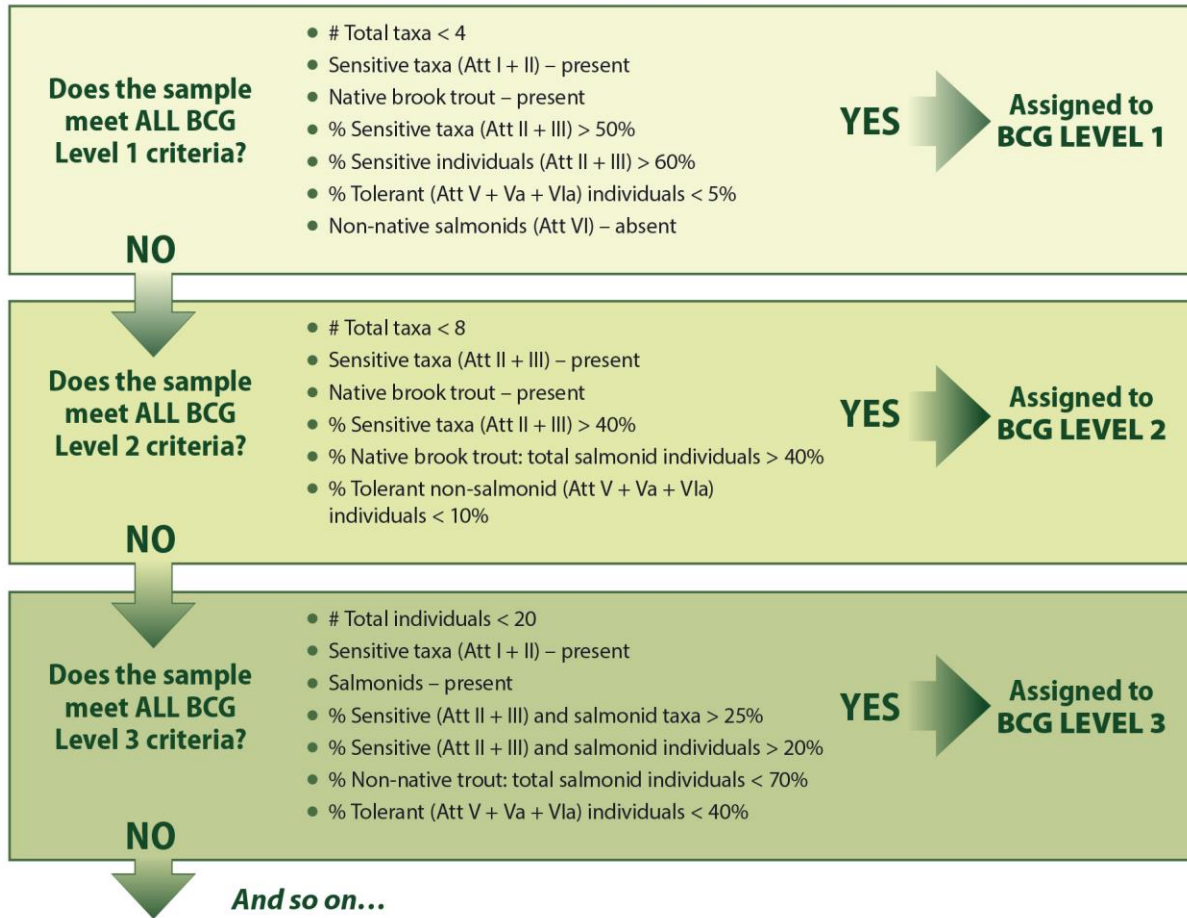 Does the sample
meet ALL BCG
Level 1 criteria?
• # Total taxa < 4
• Sensitive taxa (Att I + II) – present
• Native brook trout – present
• % Sensitive taxa (Att II + III) > 50%
• % Sensitive individuals (Att II + III) > 60%
• % Tolerant (Att V + Va + VIa) individuals < 5%
• Non-native salmonids (Att VI) – absent
YES
Assigned to
BCG LEVEL 1
NO
Does the sample
meet ALL BCG
Level 2 criteria?
• # Total taxa < 8
• Sensitive taxa (Att II + III) – present
• Native brook trout – present
• % Sensitive taxa (Att II + III) > 40%
• % Native brook trout: total salmonid individuals > 40%
• % Tolerant non-salmonid (Att V + Va + VIa)
individuals < 10%
YES
Assigned to
BCG LEVEL 2
NO
Does the sample
meet ALL BCG
Level 3 criteria?
• # Total individuals < 20
• Sensitive taxa (Att I + II) – present
• Salmonids – present
• % Sensitive (Att II + III) and salmonid taxa > 25%
• % Sensitive (Att II + III) and salmonid individuals > 20%
• % Non-native trout: total salmonid individuals < 70%
• % Tolerant (Att V + Va + VIa) individuals < 40%
YES
Assigned to
BCG LEVEL 3
NO
And so on…